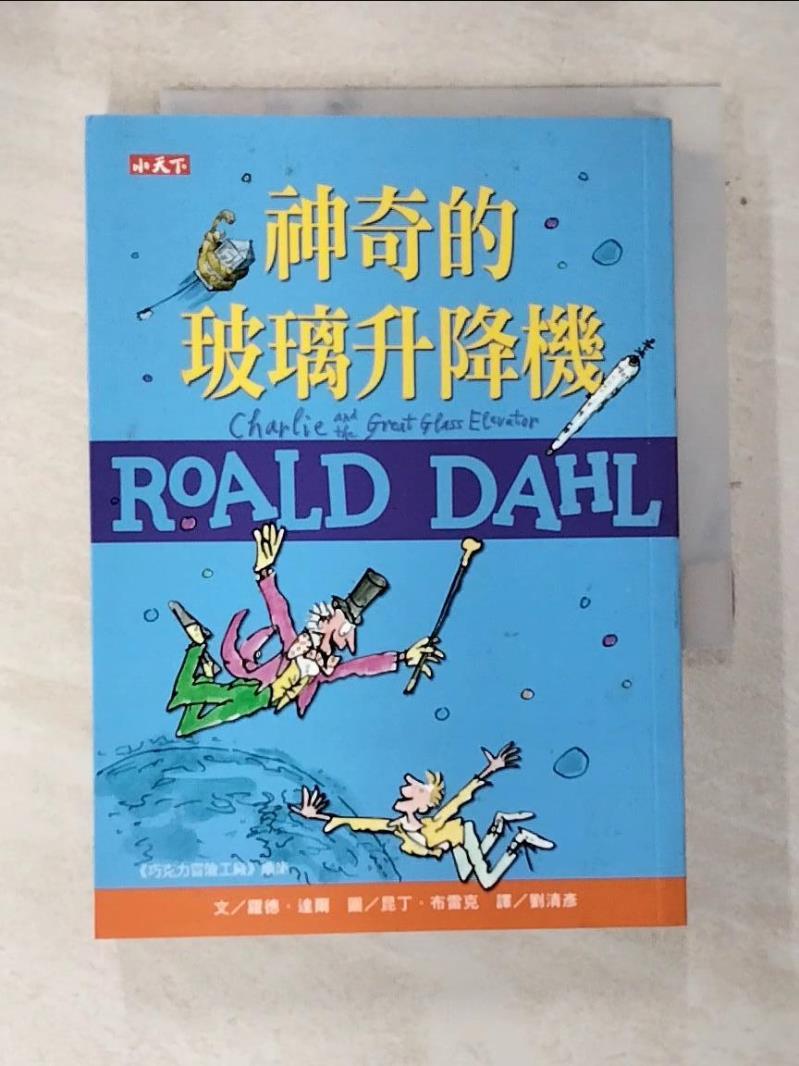 小天下
神奇的
玻璃升降機
Charlie and the Great Glass Elevator
ROALD DAHL
《巧克力冒險工廠》續集
文／羅德・達爾 圖／昆丁・布雷克 譯／劉清彥